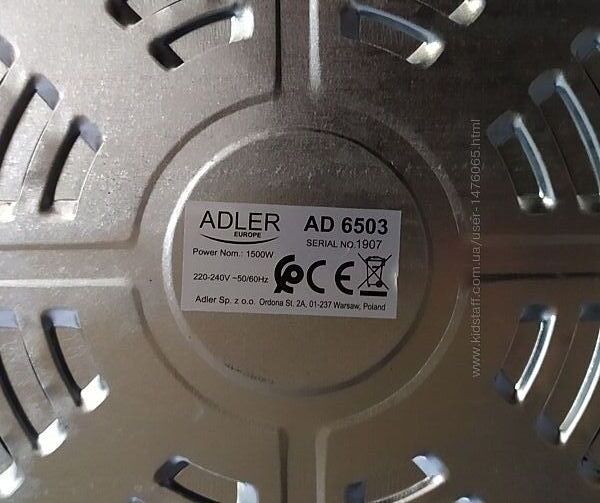 ADLER
EUROPE
AD 6503
SERIAL NO.1907
Power Nom.: 1500W
220-240V ~50/60Hz
CE
Adler Sp. z o.o. Ordona St. 2A, 01-237 Warsaw, Poland
www.kidstaff.com.ua/user-1476065.html